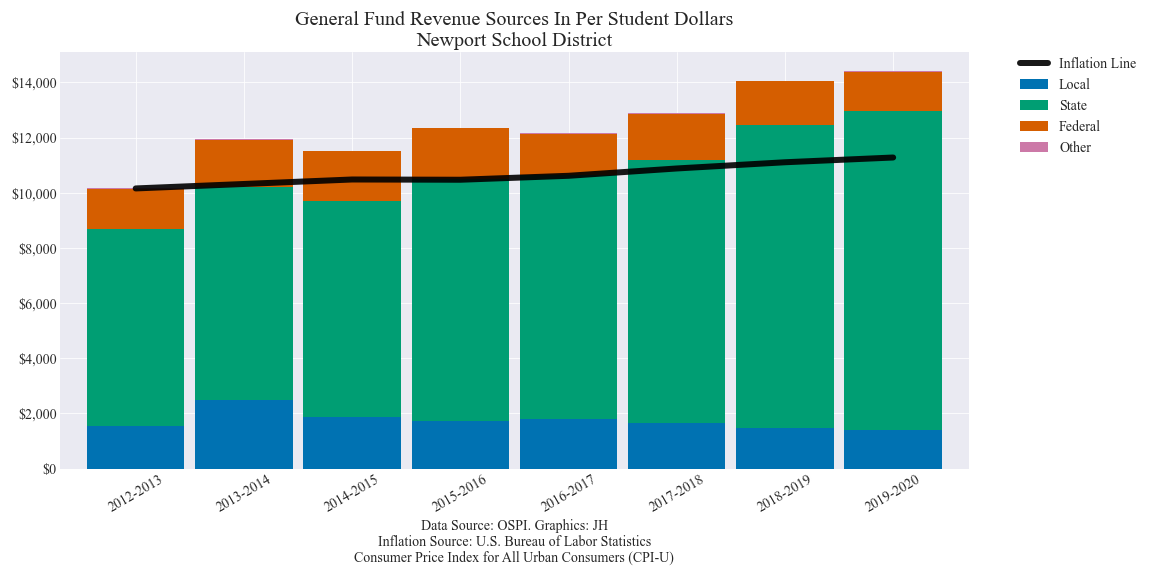 General Fund Revenue Sources In Per Student Dollars
Newport School District
Inflation Line
Local
State
Federal
Other
$14,000
$12,000
$10,000
$8,000
$6,000
$4,000
$2,000
$0
2012-2013
2013-2014
2014-2015
2015-2016
2016-2017
2017-2018
2018-2019
2019-2020
Data Source: OSPI. Graphics: JH
Inflation Source: U.S. Bureau of Labor Statistics
Consumer Price Index for All Urban Consumers (CPI-U)